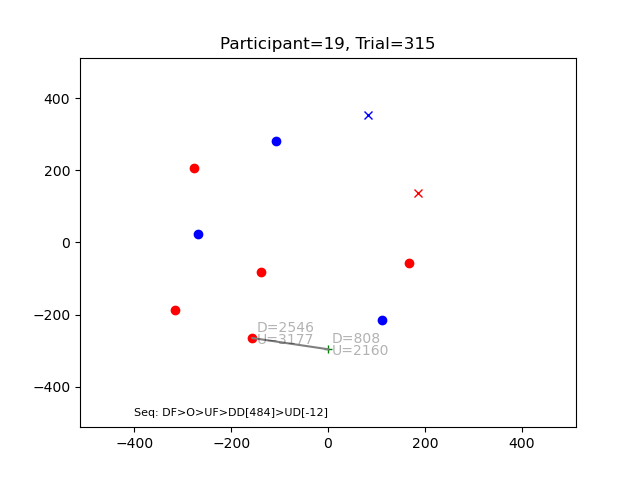 Participant=19, Trial=315
400
200
0
−200
−400
D=2546
U=3177
D=808
U=2160
Seq: DF>O>UF>DD[484]>UD[-12]
−400
−200
0
200
400